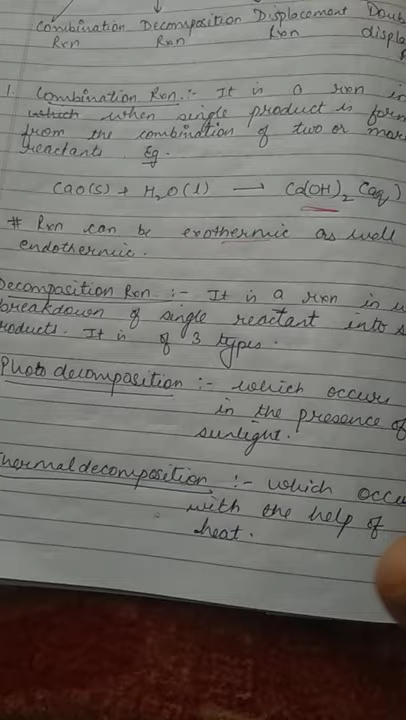 Combination Decomposition Displacement Doub
Rxn Rxn Rxn displa
1. Combination Rxn :- It is a rxn in
which when single product is form
from the combination of two or mor
reactants. Eg.
CaO(s) + H₂O(l) → Ca(OH)₂ (aq)
# Rxn can be exothermic as well
endothermic.
Decomposition Rxn :- It is a rxn in w
breakdown of single reactant into s
roducts. It is of 3 types.
Photo decomposition :- which occurs
in the presence of
sunlight.
hermal decomposition :- which occu
with the help of
heat.